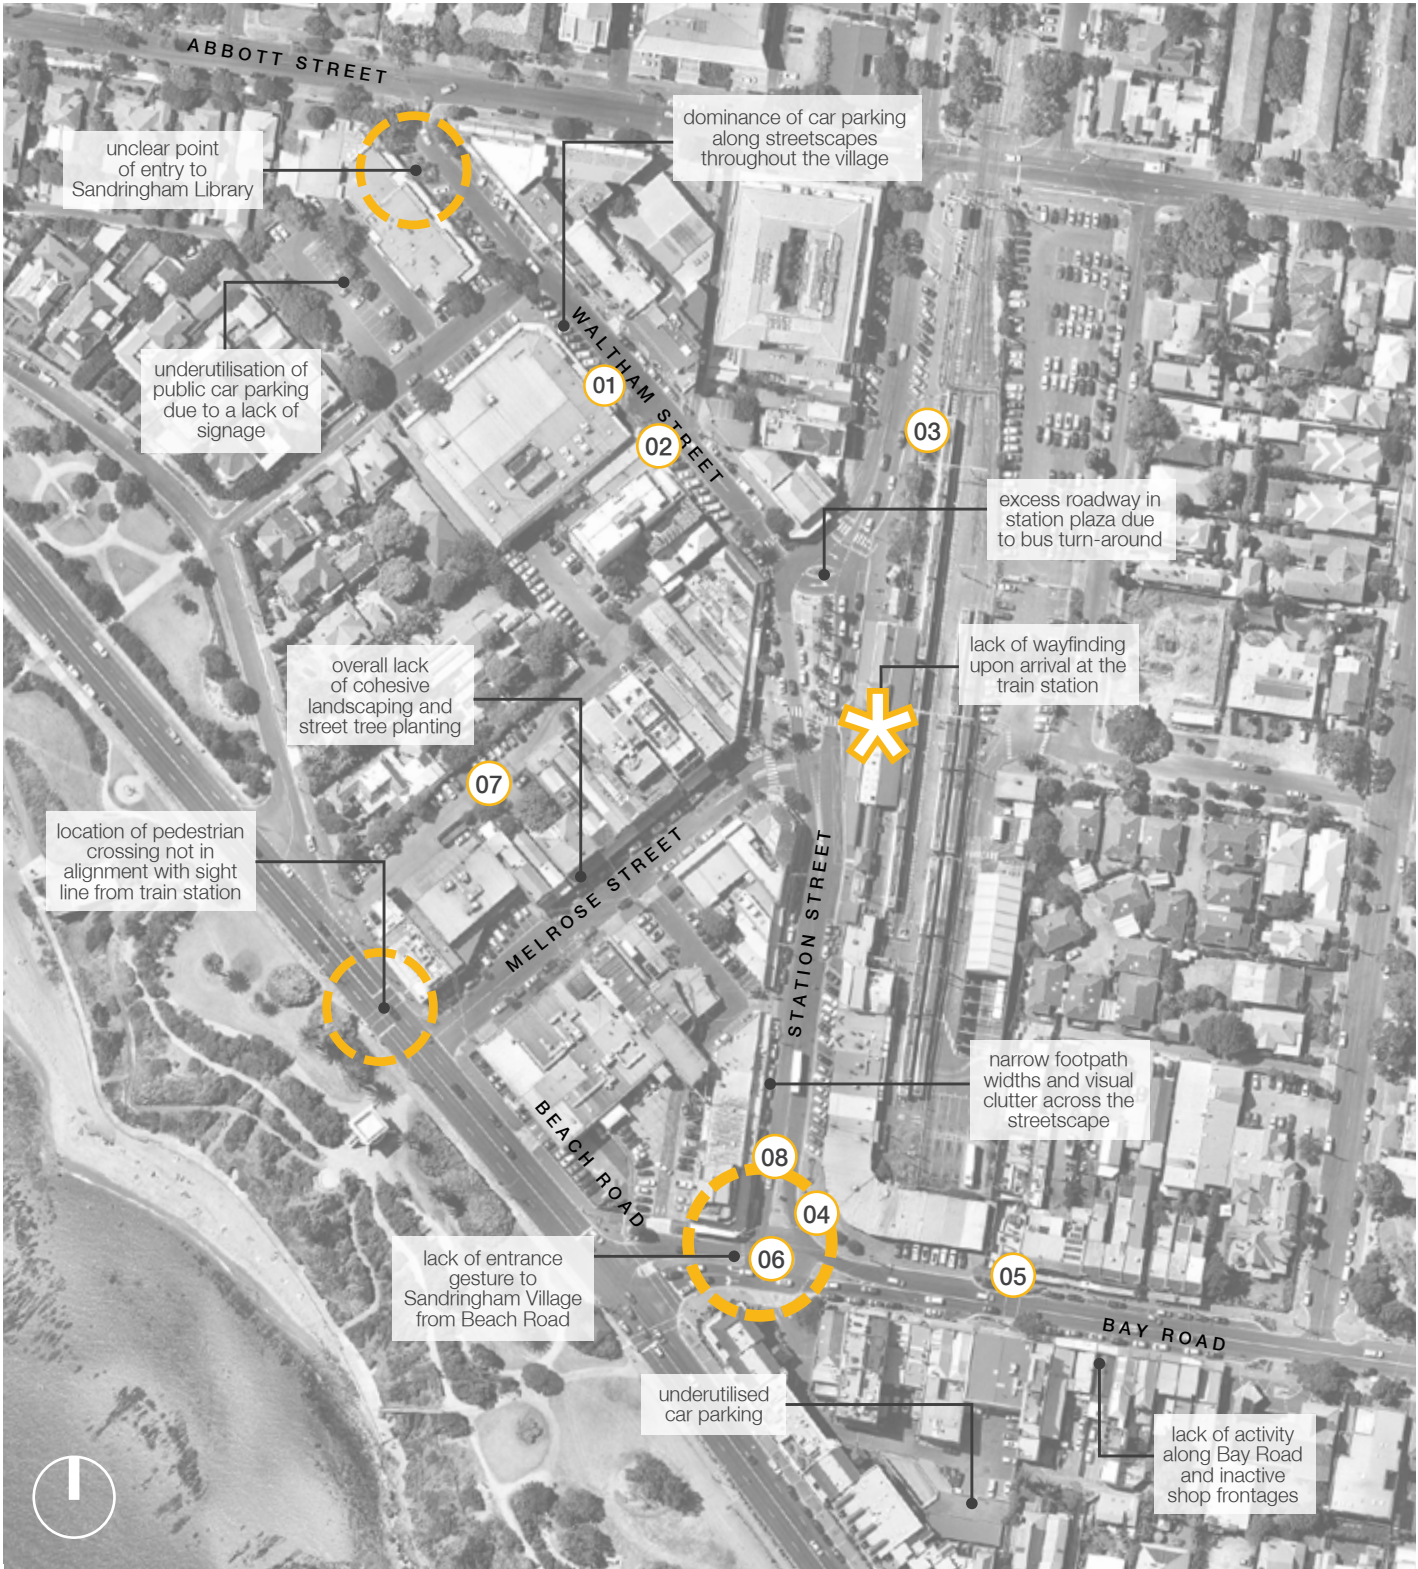 ABBOTT STREET
dominance of car parking
along streetscapes
throughout the village
unclear point
of entry to
Sandringham Library
WALTHAM STREET
underutilisation of
public car parking
due to a lack of
signage
01
02
03
excess roadway in
station plaza due
to bus turn-around
lack of wayfinding
upon arrival at the
train station
overall lack
of cohesive
landscaping and
street tree planting
07
location of pedestrian
crossing not in
alignment with sight
line from train station
MELROSE STREET
STATION STREET
narrow footpath
widths and visual
clutter across the
streetscape
BEACH ROAD
08
04
06
05
lack of entrance
gesture to
Sandringham Village
from Beach Road
BAY ROAD
underutilised
car parking
lack of activity
along Bay Road
and inactive
shop frontages